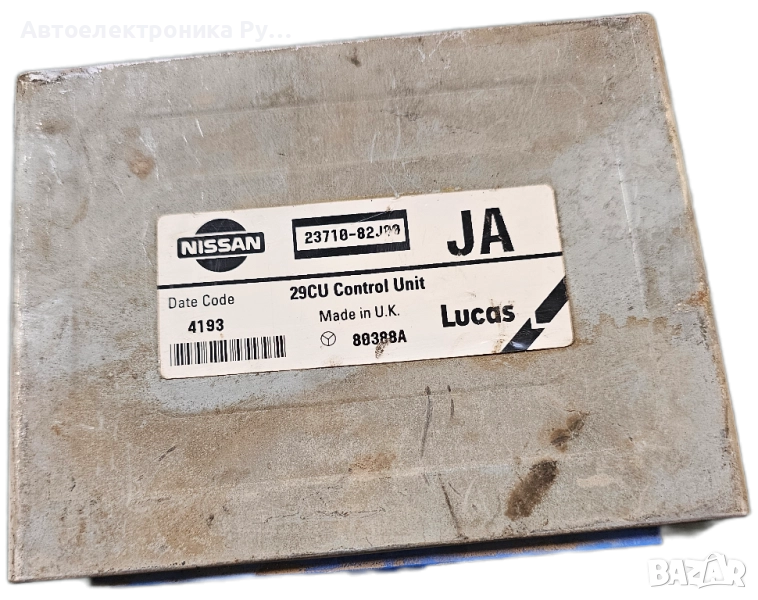 Автоелектроника Ру...
NISSAN
23710-82J00
JA
29CU Control Unit
Date Code
4193
Made in U.K.
80388A
Lucas
BAZAR